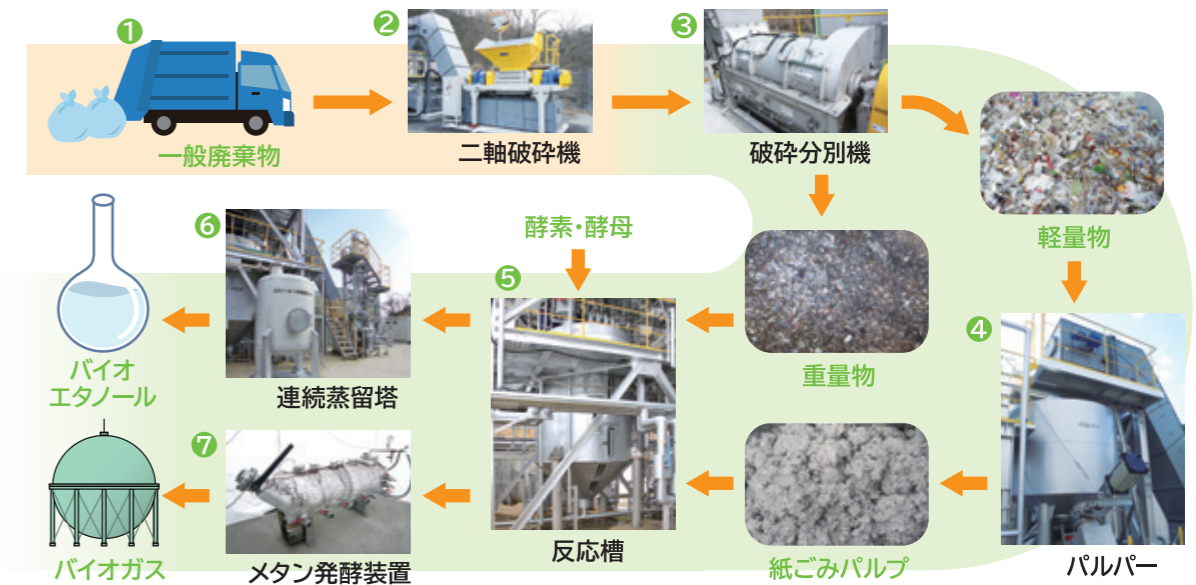 ❶
一般廃棄物
❷
二軸破砕機
❸
破砕分別機
軽量物
重量物
❹
パルパー
紙ごみパルプ
酵素・酵母
❺
反応槽
❻
連続蒸留塔
バイオ
エタノール
❼
メタン発酵装置
バイオガス